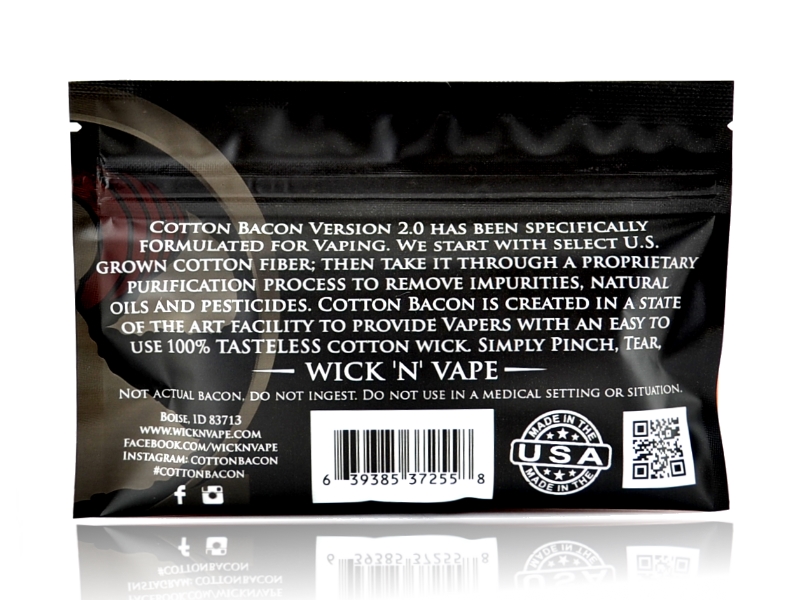 Cotton Bacon Version 2.0 has been specifically
formulated for Vaping. We start with select U.S.
grown cotton fiber; then take it through a proprietary
purification process to remove impurities, natural
oils and pesticides. Cotton Bacon is created in a state
of the art facility to provide Vapers with an easy to
use 100% TASTELESS cotton wick. Simply Pinch, Tear,
WICK 'N' VAPE
Not actual bacon, do not ingest. Do not use in a medical setting or situation.
Boise, ID 83713
www.wicknvape.com
facebook.com/wicknvape
Instagram: cottonbacon
#cottonbacon
6 39385 37255 8
MADE IN THE
USA
MADE IN THE